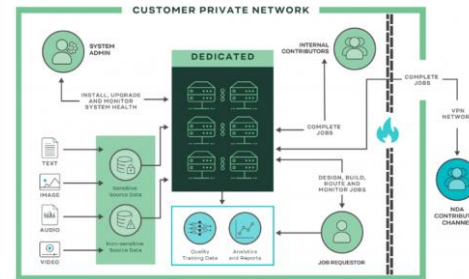 CUSTOMER PRIVATE NETWORK
SYSTEM
ADMIN
DEDICATED
INTERNAL
CONTRIBUTORS
INSTALL, UPGRADE
AND MONITOR
SYSTEM HEALTH
COMPLETE
JOBS
COMPLETE
JOBS
VPN
NETWORK
TEXT
IMAGE
AUDIO
VIDEO
Sensitive
Source Data
Non-sensitive
Source Data
DESIGN, BUILD,
ROUTE AND
MONITOR JOBS
Quality
Training Data
Analytics
and Reports
JOB REQUESTOR
NDA
CONTRIBUTOR
CHANNEL